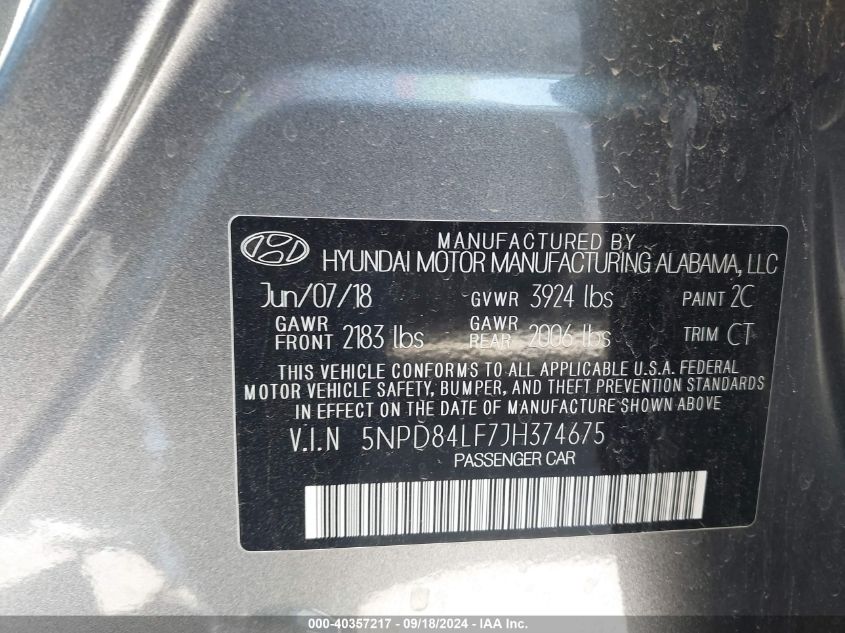 MANUFACTURED BY
HYUNDAI MOTOR MANUFACTURING ALABAMA, LLC
Jun/07/18 GVWR 3924 lbs PAINT 2C
GAWR FRONT 2183 lbs GAWR REAR 2006 lbs TRIM CT
THIS VEHICLE CONFORMS TO ALL APPLICABLE U.S.A. FEDERAL
MOTOR VEHICLE SAFETY, BUMPER, AND THEFT PREVENTION STANDARDS
IN EFFECT ON THE DATE OF MANUFACTURE SHOWN ABOVE
V.I.N 5NPD84LF7JH374675
PASSENGER CAR
000-40357217 - 09/18/2024 - IAA Inc.